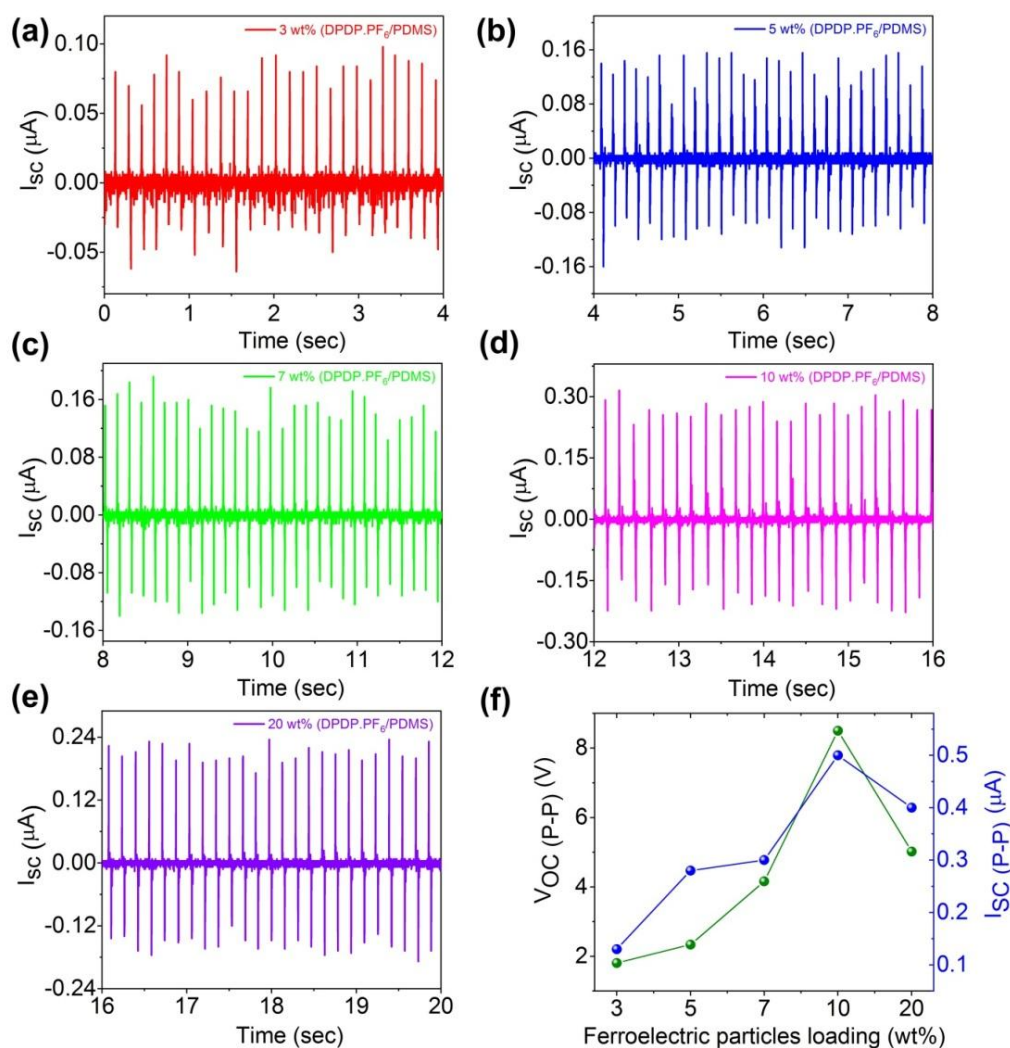 (a)
3 wt% (DPDP.PF₆/PDMS)
0.10
0.05
0.00
-0.05
I_SC (µA)
0 1 2 3 4
Time (sec)
(b)
5 wt% (DPDP.PF₆/PDMS)
0.16
0.08
0.00
-0.08
-0.16
I_SC (µA)
4 5 6 7 8
Time (sec)
(c)
7 wt% (DPDP.PF₆/PDMS)
0.16
0.08
0.00
-0.08
-0.16
I_SC (µA)
8 9 10 11 12
Time (sec)
(d)
10 wt% (DPDP.PF₆/PDMS)
0.30
0.15
0.00
-0.15
-0.30
I_SC (µA)
12 13 14 15 16
Time (sec)
(e)
20 wt% (DPDP.PF₆/PDMS)
0.24
0.12
0.00
-0.12
-0.24
I_SC (µA)
16 17 18 19 20
Time (sec)
(f)
8
6
4
2
V_OC (P-P) (V)
0.5
0.4
0.3
0.2
0.1
I_SC (P-P) (µA)
3 5 7 10 20
Ferroelectric particles loading (wt%)